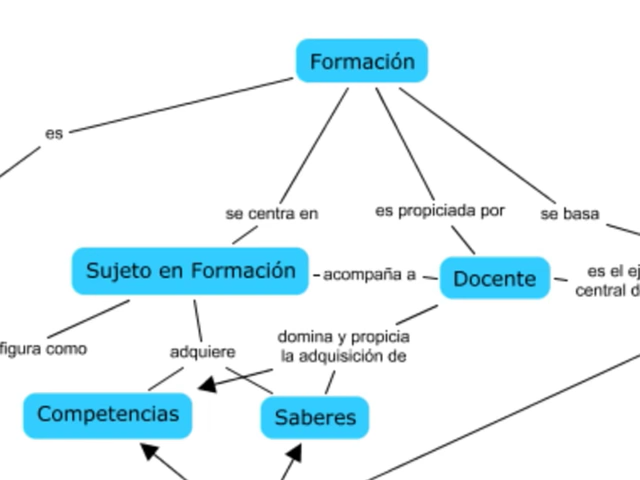 Formación
es
se centra en
es propiciada por
se basa
Sujeto en Formación
acompaña a
Docente
es el ej
central d
figura como
adquiere
domina y propicia
la adquisición de
Competencias
Saberes